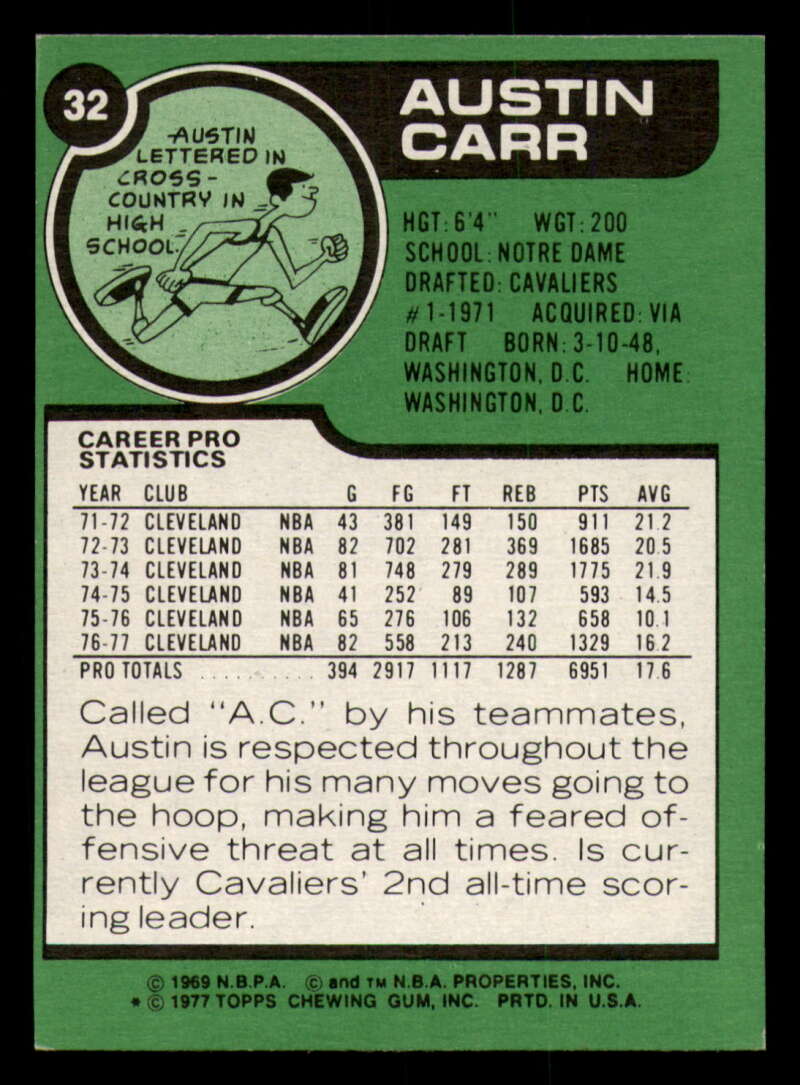 32
AUSTIN
CARR
-AUSTIN
LETTERED IN
CROSS-
COUNTRY IN
HIGH
SCHOOL.
HGT: 6'4" WGT: 200
SCHOOL: NOTRE DAME
DRAFTED: CAVALIERS
#1-1971 ACQUIRED: VIA
DRAFT BORN: 3-10-48,
WASHINGTON, D.C. HOME:
WASHINGTON, D.C.
CAREER PRO
STATISTICS
YEAR CLUB G FG FT REB PTS AVG
71-72 CLEVELAND NBA 43 381 149 150 911 21.2
72-73 CLEVELAND NBA 82 702 281 369 1685 20.5
73-74 CLEVELAND NBA 81 748 279 289 1775 21.9
74-75 CLEVELAND NBA 41 252 89 107 593 14.5
75-76 CLEVELAND NBA 65 276 106 132 658 10.1
76-77 CLEVELAND NBA 82 558 213 240 1329 16.2
PRO TOTALS .......... 394 2917 1117 1287 6951 17.6
Called "A.C." by his teammates,
Austin is respected throughout the
league for his many moves going to
the hoop, making him a feared of-
fensive threat at all times. Is cur-
rently Cavaliers' 2nd all-time scor-
ing leader.
© 1969 N.B.P.A. © and TM N.B.A. PROPERTIES, INC.
* © 1977 TOPPS CHEWING GUM, INC. PRTD. IN U.S.A.